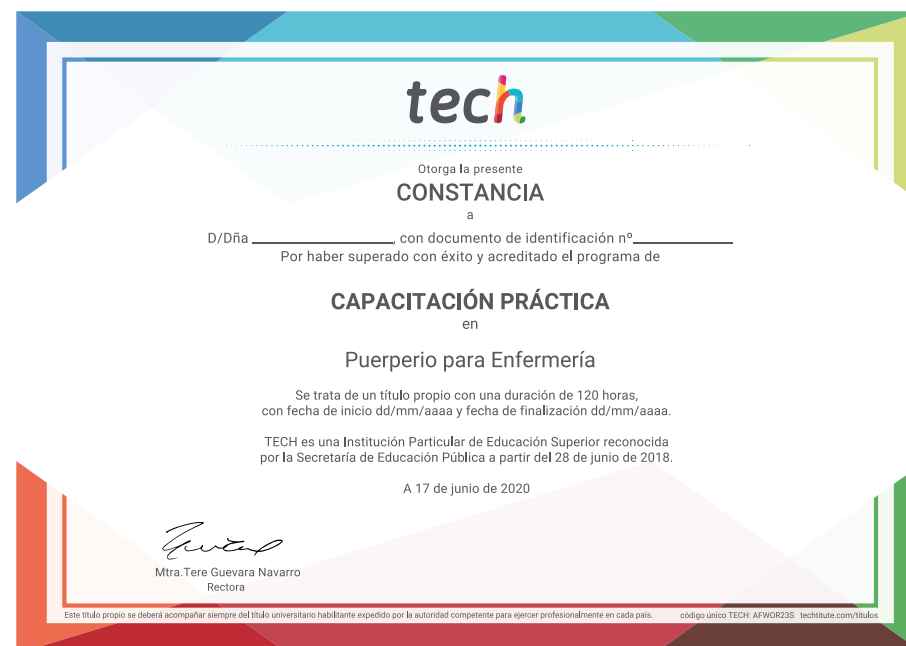 tech
Otorga la presente
CONSTANCIA
a
D/Dña ____________________, con documento de identificación nº______________
Por haber superado con éxito y acreditado el programa de
CAPACITACIÓN PRÁCTICA
en
Puerperio para Enfermería
Se trata de un título propio con una duración de 120 horas,
con fecha de inicio dd/mm/aaaa y fecha de finalización dd/mm/aaaa.
TECH es una Institución Particular de Educación Superior reconocida
por la Secretaría de Educación Pública a partir del 28 de junio de 2018.
A 17 de junio de 2020
Mtra.Tere Guevara Navarro
Rectora
Este título propio se deberá acompañar siempre del título universitario habilitante expedido por la autoridad competente para ejercer profesionalmente en cada país. código único TECH: AFWOR23S techtitute.com/titulos